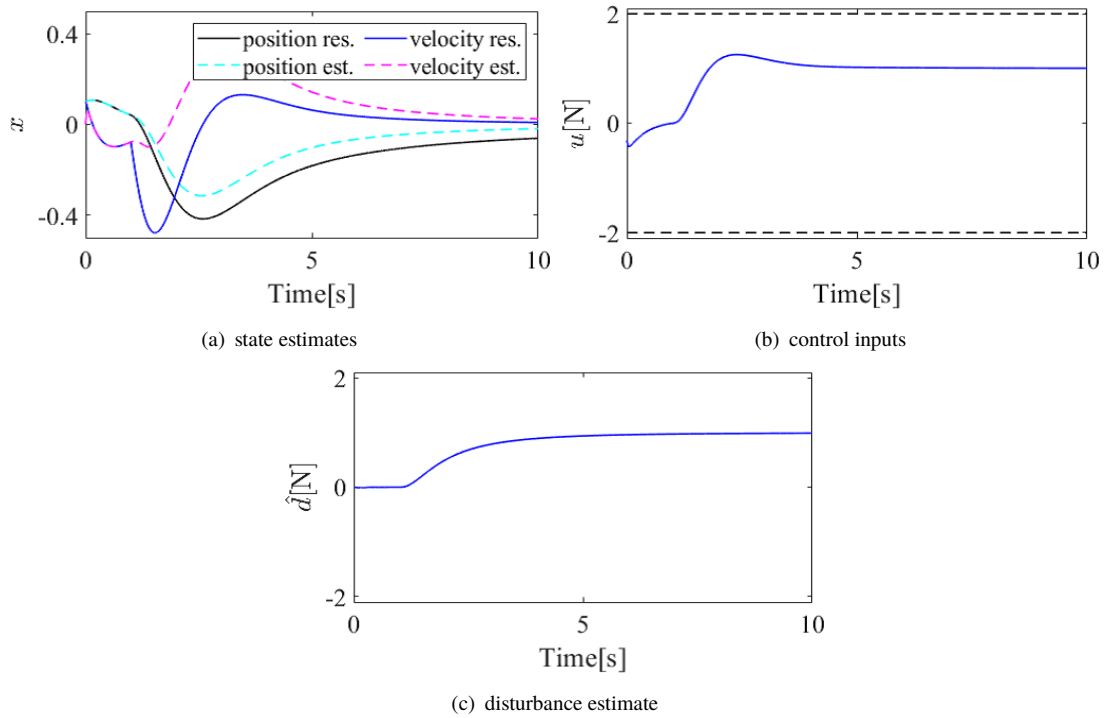 0.4
0
-0.4
x
position res.
velocity res.
position est.
velocity est.
0
5
10
Time[s]
(a) state estimates
2
0
-2
u[N]
0
5
10
Time[s]
(b) control inputs
2
0
-2
d̂[N]
0
5
10
Time[s]
(c) disturbance estimate